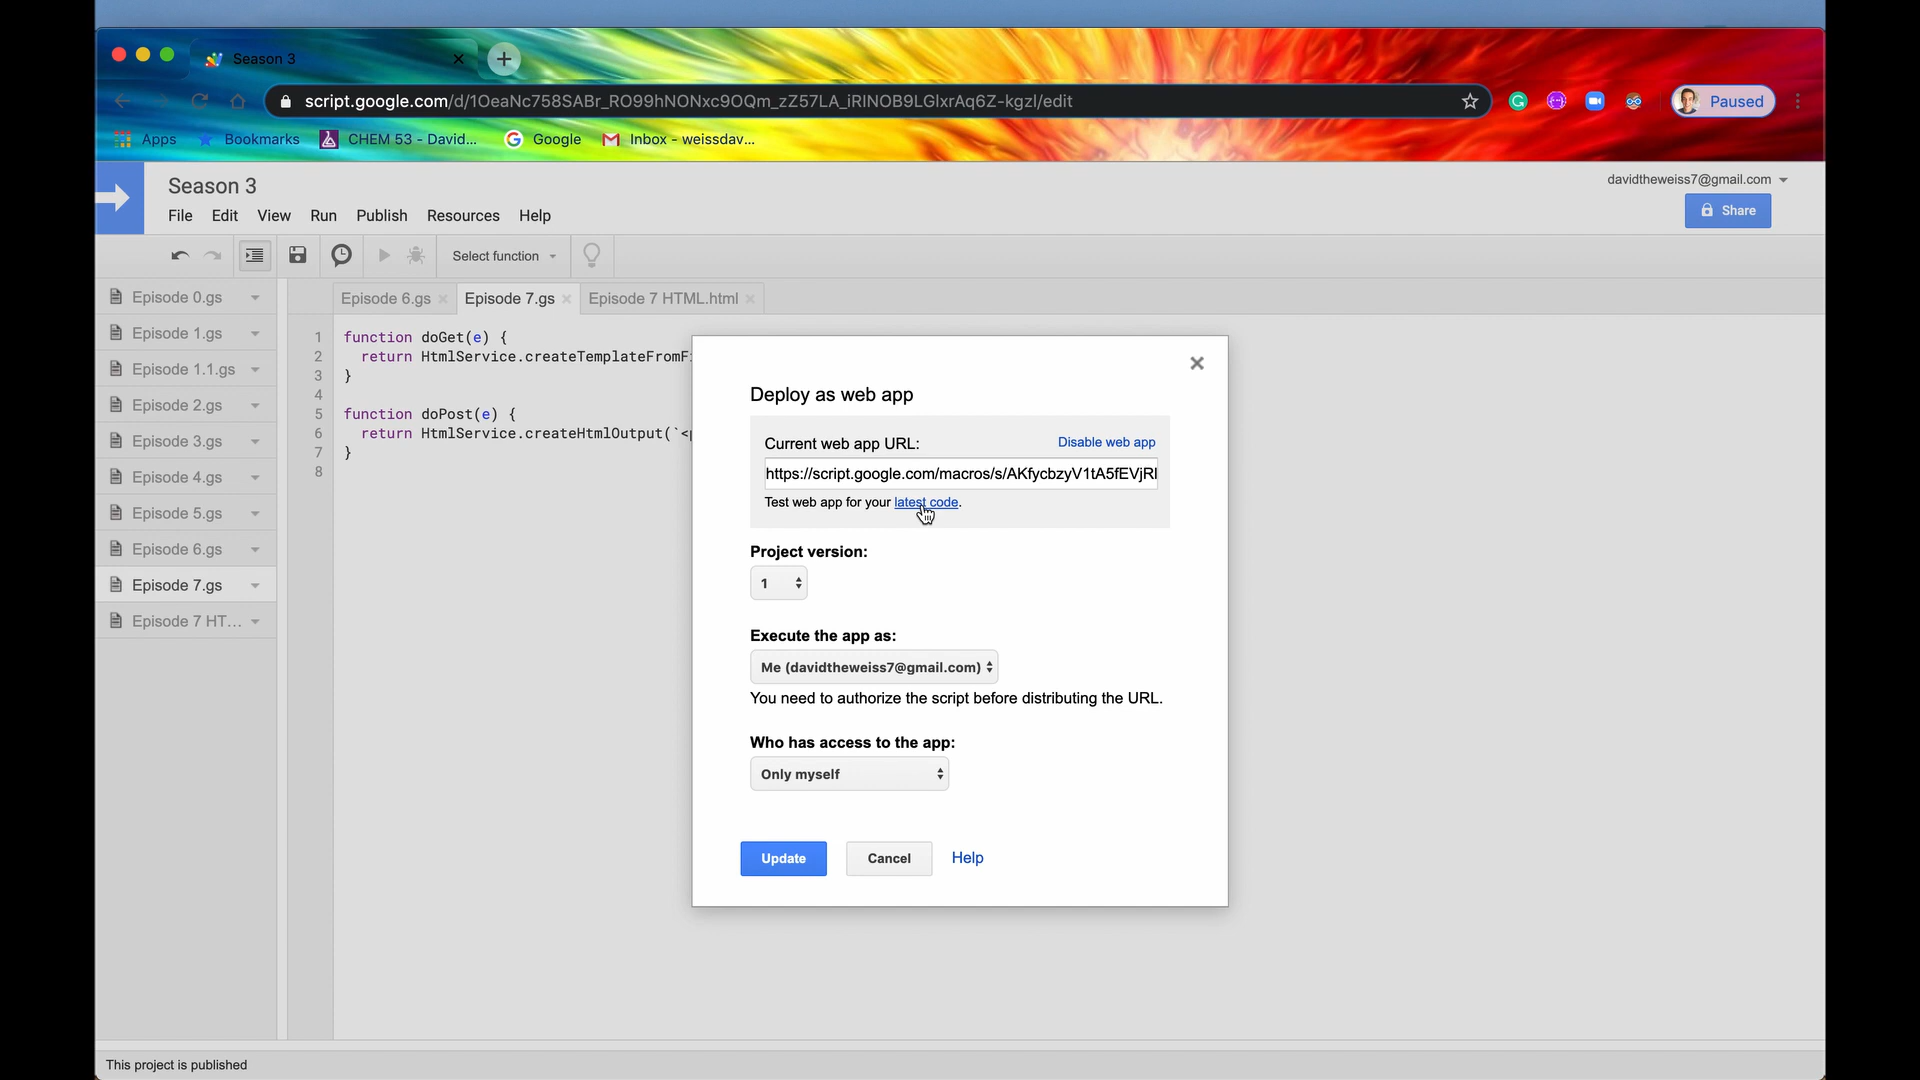 Season 3
script.google.com/d/1OeaNc758SABr_RO99hNONxc9OQm_zZ57LA_iRINOB9LGIxrAq6Z-kgzl/edit
Paused
Apps
Bookmarks
CHEM 53 - David...
Google
Inbox - weissdav...
Season 3
davidtheweiss7@gmail.com
File Edit View Run Publish Resources Help
Share
Select function
Episode 0.gs
Episode 1.gs
Episode 1.1.gs
Episode 2.gs
Episode 3.gs
Episode 4.gs
Episode 5.gs
Episode 6.gs
Episode 7.gs
Episode 7 HT...
Episode 6.gs
Episode 7.gs
Episode 7 HTML.html
1 function doGet(e) {
2 return HtmlService.createTemplateFromF
3 }
4
5 function doPost(e) {
6 return HtmlService.createHtmlOutput(`<
7 }
8
Deploy as web app
Current web app URL:
Disable web app
https://script.google.com/macros/s/AKfycbzyV1tA5fEVjR
Test web app for your latest code.
Project version:
1
Execute the app as:
Me (davidtheweiss7@gmail.com)
You need to authorize the script before distributing the URL.
Who has access to the app:
Only myself
Update
Cancel
Help
This project is published